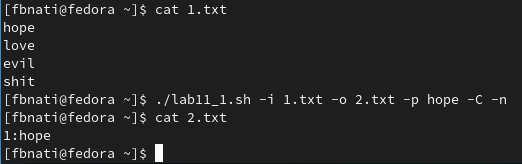 [fbnati@fedora ~]$ cat 1.txt
hope
love
evil
shit
[fbnati@fedora ~]$ ./lab11_1.sh -i 1.txt -o 2.txt -p hope -C -n
[fbnati@fedora ~]$ cat 2.txt
1:hope
[fbnati@fedora ~]$